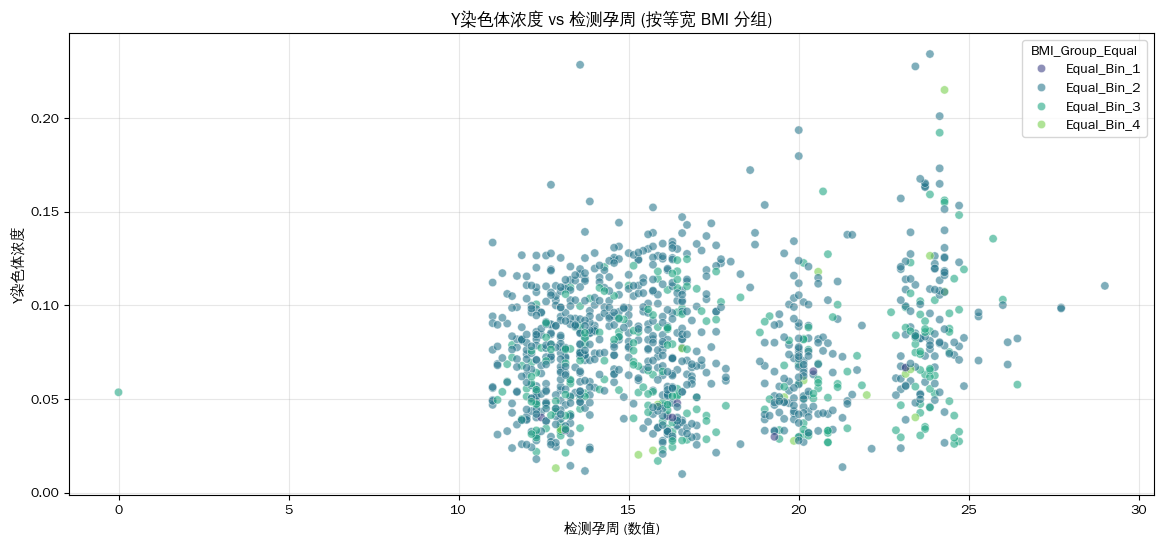 Y染色体浓度 vs 检测孕周 (按等宽 BMI 分组)
BMI_Group_Equal
Equal_Bin_1
Equal_Bin_2
Equal_Bin_3
Equal_Bin_4
Y染色体浓度
0.20
0.15
0.10
0.05
0.00
0 5 10 15 20 25 30
检测孕周 (数值)